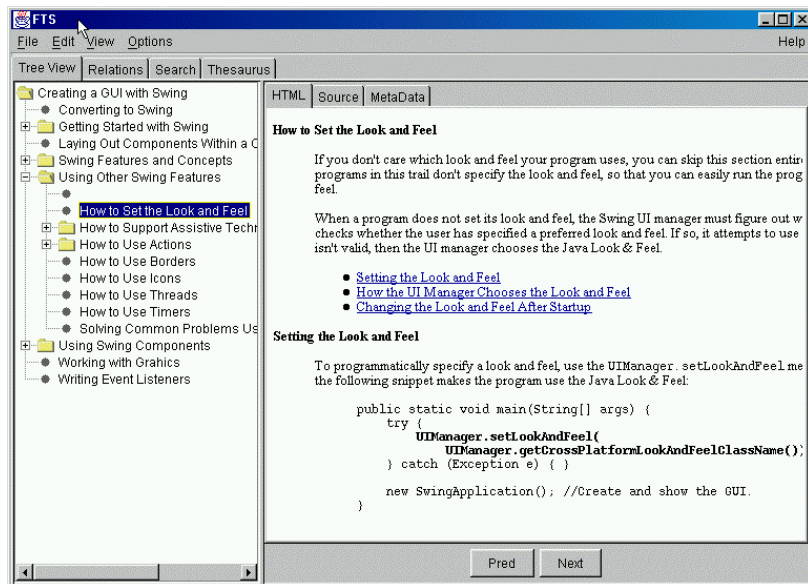 FTS
File Edit View Options Help
Tree View Relations Search Thesaurus
Creating a GUI with Swing
Converting to Swing
Getting Started with Swing
Laying Out Components Within a C
Swing Features and Concepts
Using Other Swing Features
How to Set the Look and Feel
How to Support Assistive Techr
How to Use Actions
How to Use Borders
How to Use Icons
How to Use Threads
How to Use Timers
Solving Common Problems Us
Using Swing Components
Working with Grahics
Writing Event Listeners
HTML Source MetaData
How to Set the Look and Feel
If you don't care which look and feel your program uses, you can skip this section entire
programs in this trail don't specify the look and feel, so that you can easily run the prog
feel.
When a program does not set its look and feel, the Swing UI manager must figure out w
checks whether the user has specified a preferred look and feel. If so, it attempts to use
isn't valid, then the UI manager chooses the Java Look & Feel.
Setting the Look and Feel
How the UI Manager Chooses the Look and Feel
Changing the Look and Feel After Startup
Setting the Look and Feel
To programmatically specify a look and feel, use the UIManager.setLookAndFeel me
the following snippet makes the program use the Java Look & Feel:
public static void main(String[] args) {
try {
UIManager.setLookAndFeel(
UIManager.getCrossPlatformLookAndFeelClassName()
} catch (Exception e) { }
new SwingApplication(); //Create and show the GUI.
}
Pred Next